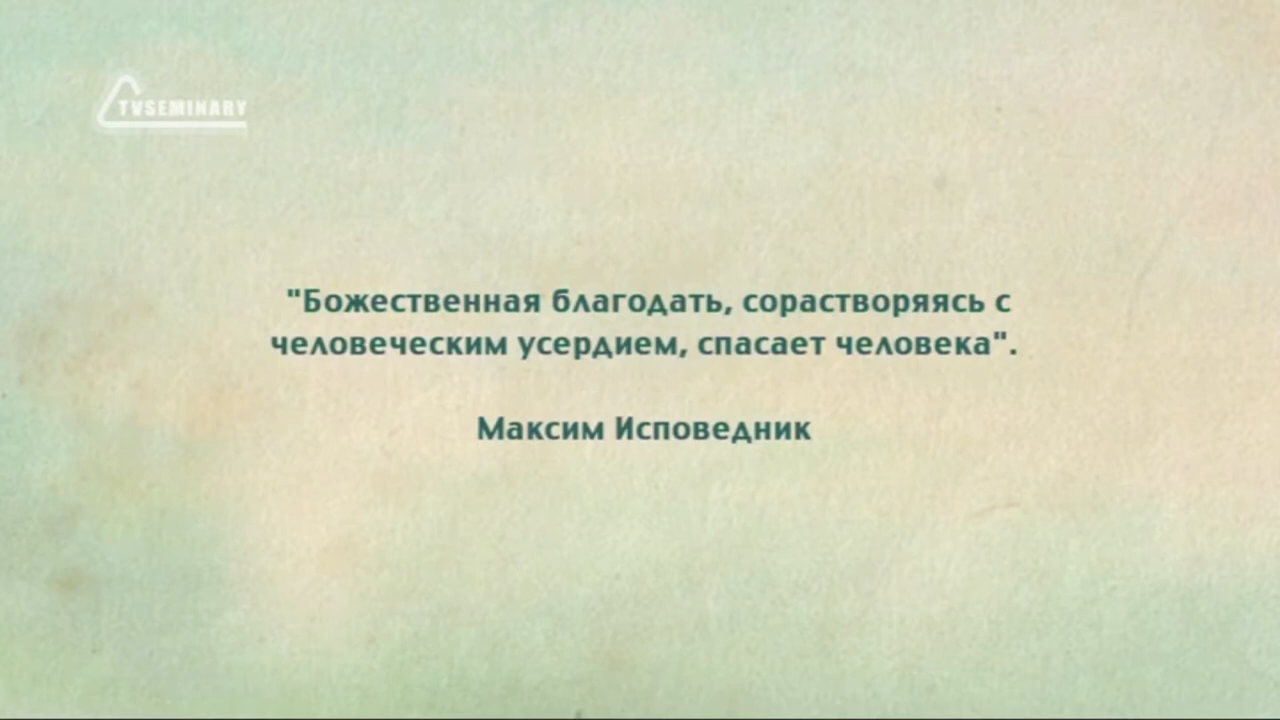 TVSEMINARY
"Божественная благодать, сорастворяясь с
человеческим усердием, спасает человека".
Максим Исповедник